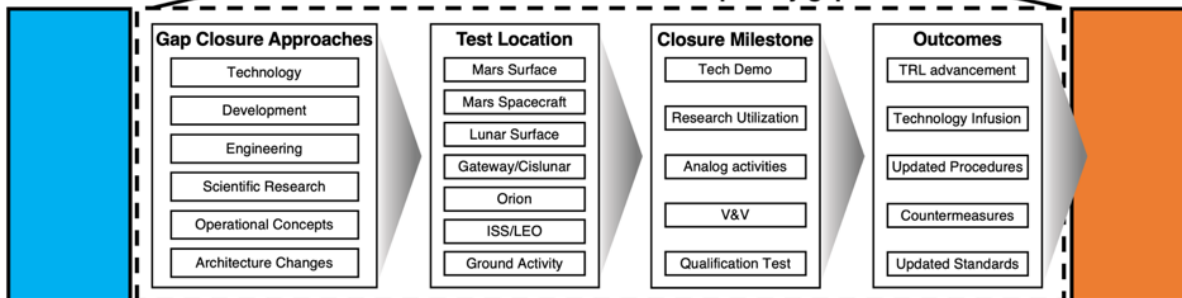 Gap Closure Approaches
Technology
Development
Engineering
Scientific Research
Operational Concepts
Architecture Changes
Test Location
Mars Surface
Mars Spacecraft
Lunar Surface
Gateway/Cislunar
Orion
ISS/LEO
Ground Activity
Closure Milestone
Tech Demo
Research Utilization
Analog activities
V&V
Qualification Test
Outcomes
TRL advancement
Technology Infusion
Updated Procedures
Countermeasures
Updated Standards